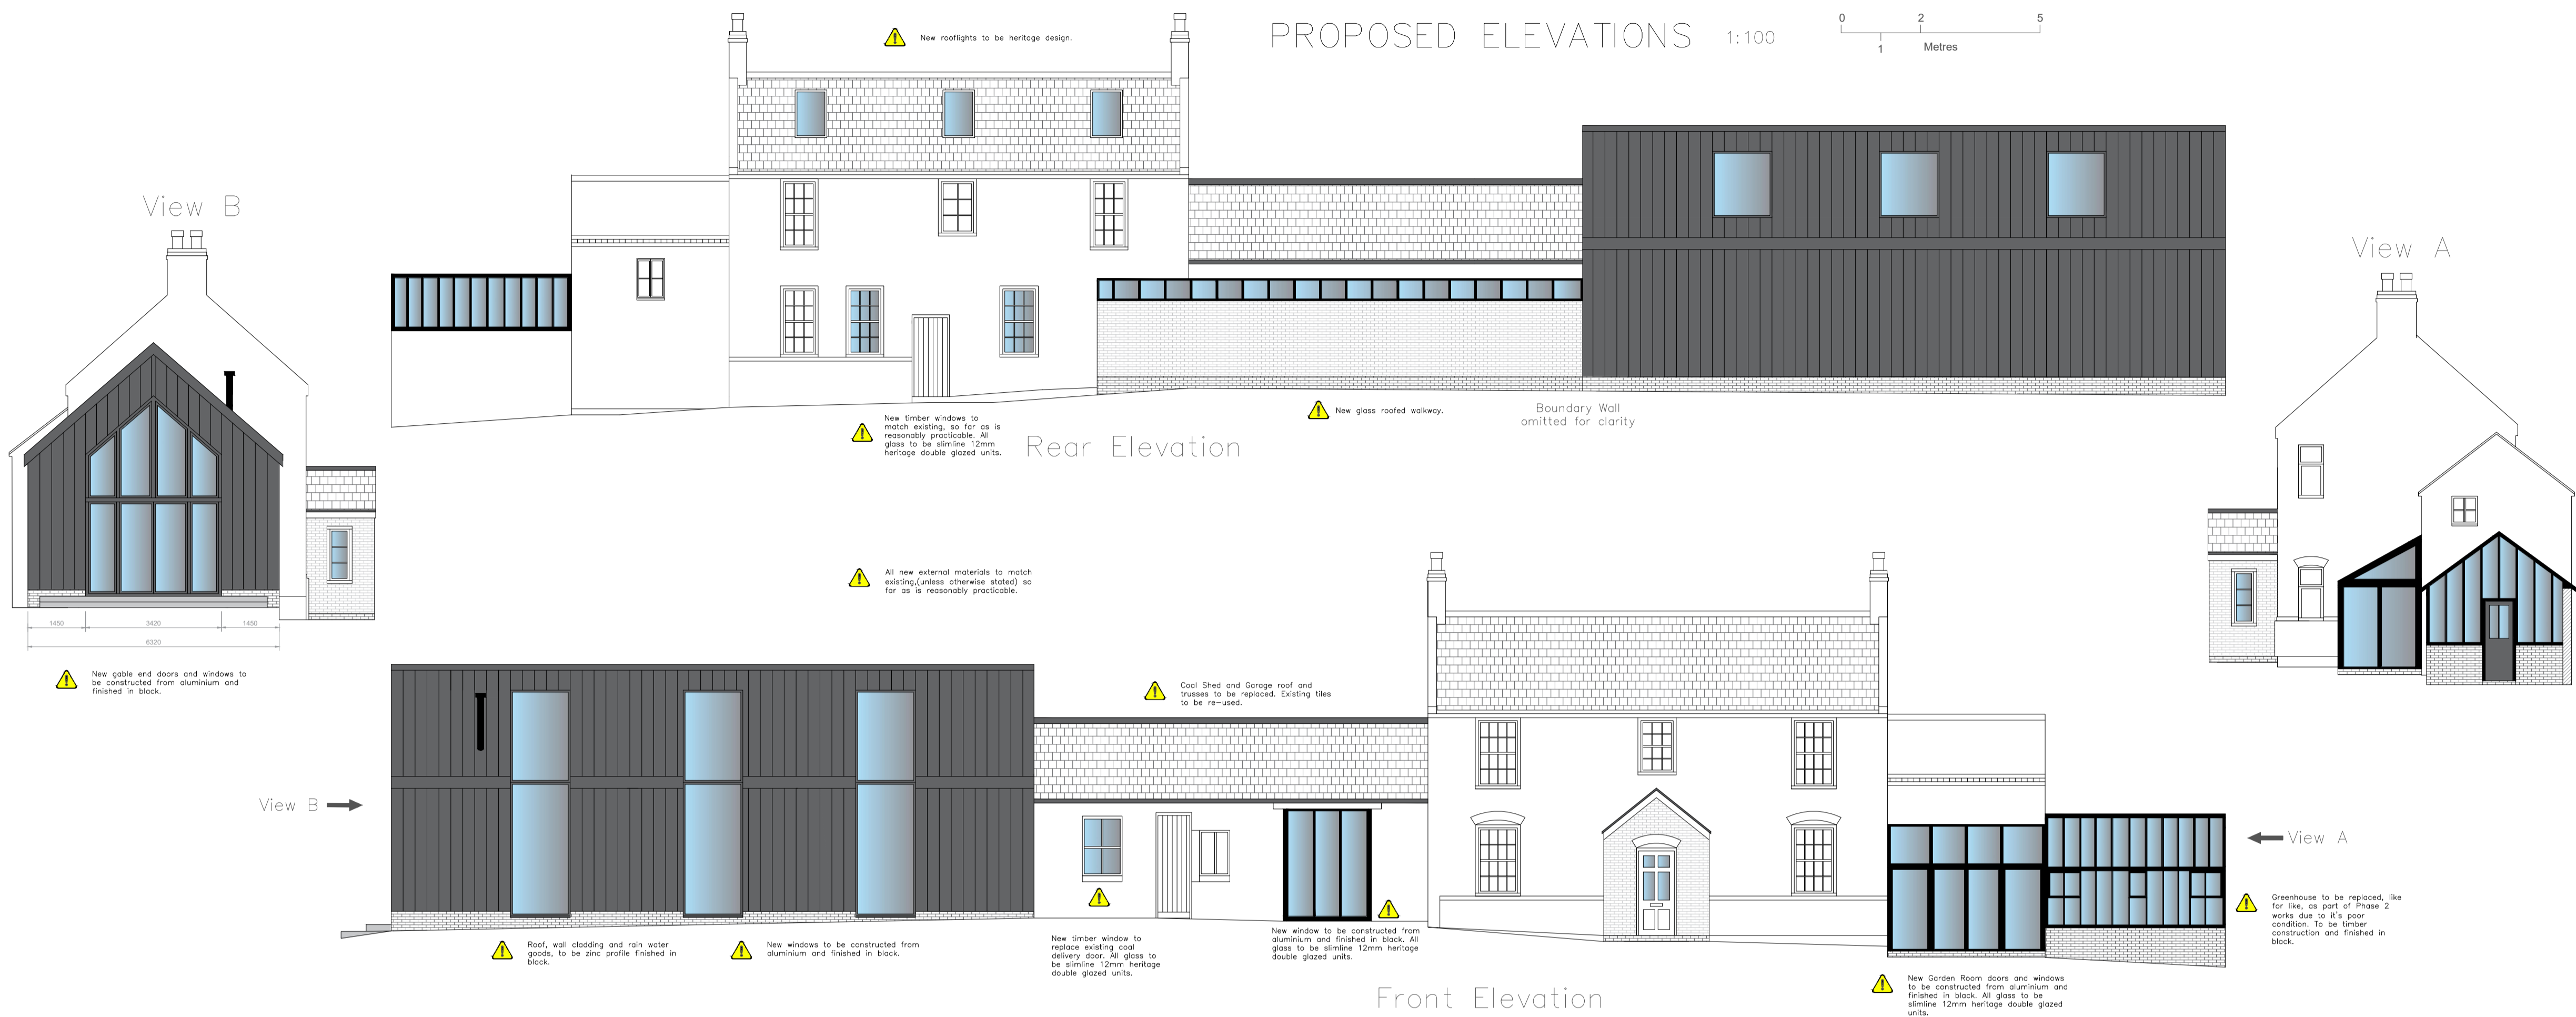 PROPOSED ELEVATIONS 1:100
0 2 5
1 Metres
New rooflights to be heritage design.
View B
View A
New timber windows to
match existing, so far as is
reasonably practicable. All
glass to be slimline 12mm
heritage double glazed units.
New glass roofed walkway.
Boundary Wall
omitted for clarity
Rear Elevation
1450 3420 1450
6320
New gable end doors and windows to
be constructed from aluminium and
finished in black.
All new external materials to match
existing,(unless otherwise stated) so
far as is reasonably practicable.
Coal Shed and Garage roof and
trusses to be replaced. Existing tiles
to be re-used.
View B
View A
Roof, wall cladding and rain water
goods, to be zinc profile finished in
black.
New windows to be constructed from
aluminium and finished in black.
New timber window to
replace existing coal
delivery door. All glass to
be slimline 12mm heritage
double glazed units.
New window to be constructed from
aluminium and finished in black. All
glass to be slimline 12mm heritage
double glazed units.
Greenhouse to be replaced, like
for like, as part of Phase 2
works due to it's poor
condition. To be timber
construction and finished in
black.
New Garden Room doors and windows
to be constructed from aluminium and
finished in black. All glass to be
slimline 12mm heritage double glazed
units.
Front Elevation